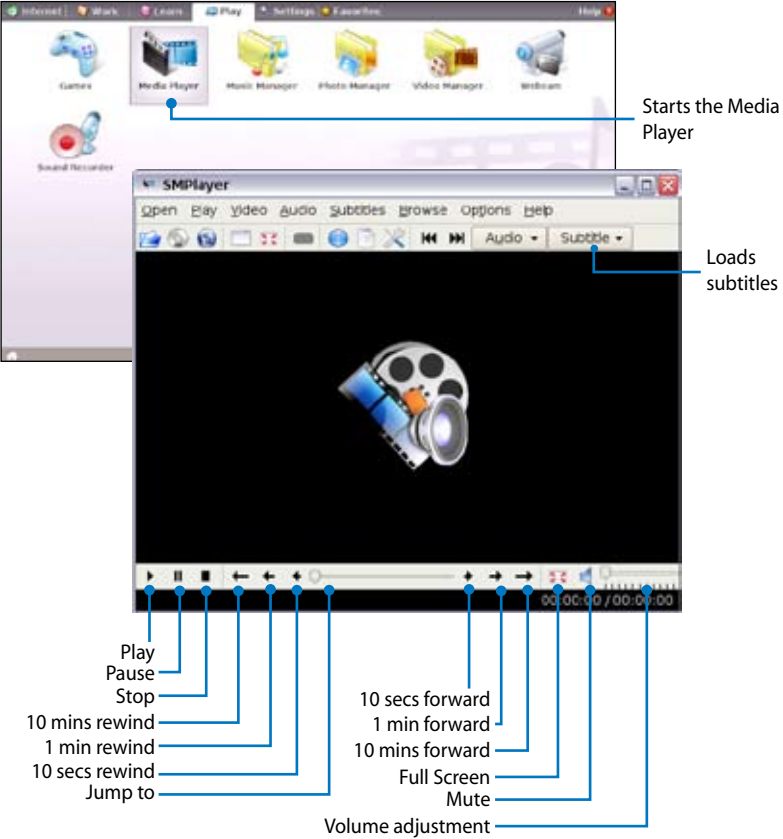 Internet Work Learn Play Settings Favorites Help
Games Media Player Music Manager Photo Manager Video Manager Webcam
Sound Recorder
Starts the Media
Player
SMPlayer
Open Play Video Audio Subtitles Browse Options Help
Audio Subtitle
Loads
subtitles
00:00:00 / 00:00:00
Play
Pause
Stop
10 mins rewind
1 min rewind
10 secs rewind
Jump to
10 secs forward
1 min forward
10 mins forward
Full Screen
Mute
Volume adjustment